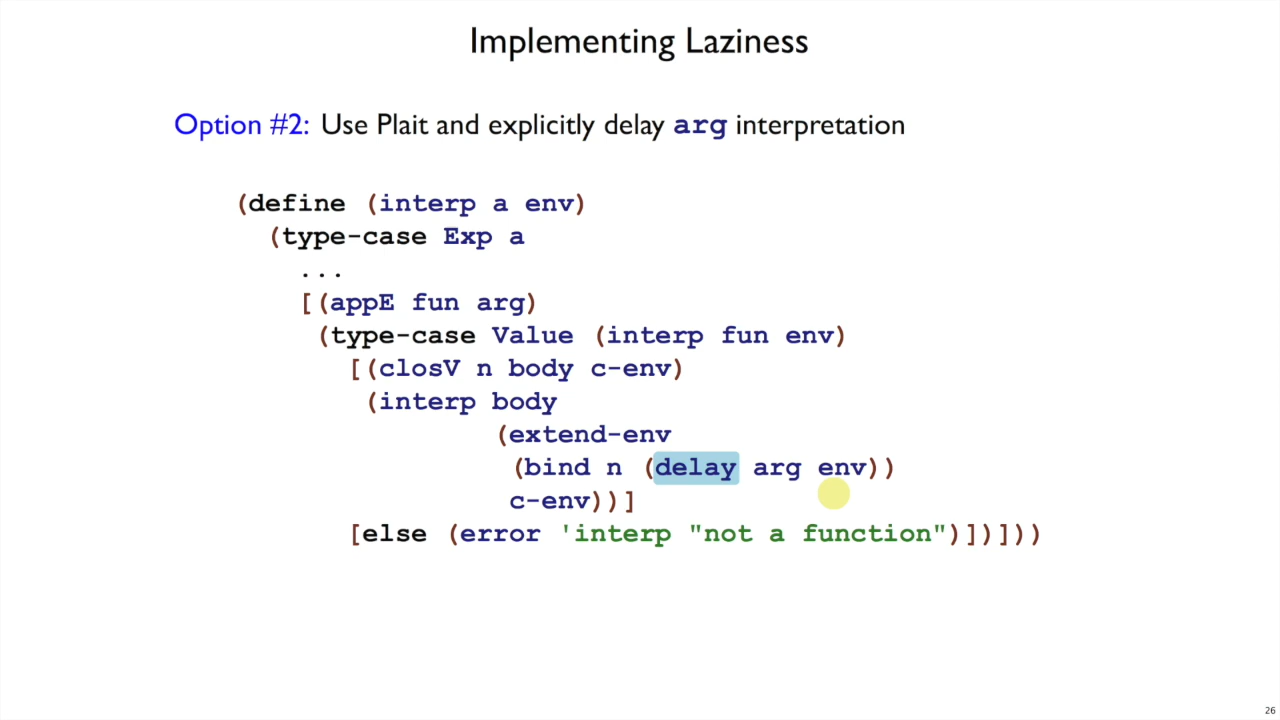 Implementing Laziness
Option #2: Use Plait and explicitly delay arg interpretation
(define (interp a env)
(type-case Exp a
...
[(appE fun arg)
(type-case Value (interp fun env)
[(closV n body c-env)
(interp body
(extend-env
(bind n (delay arg env))
c-env))]
[else (error 'interp "not a function")])]))
26